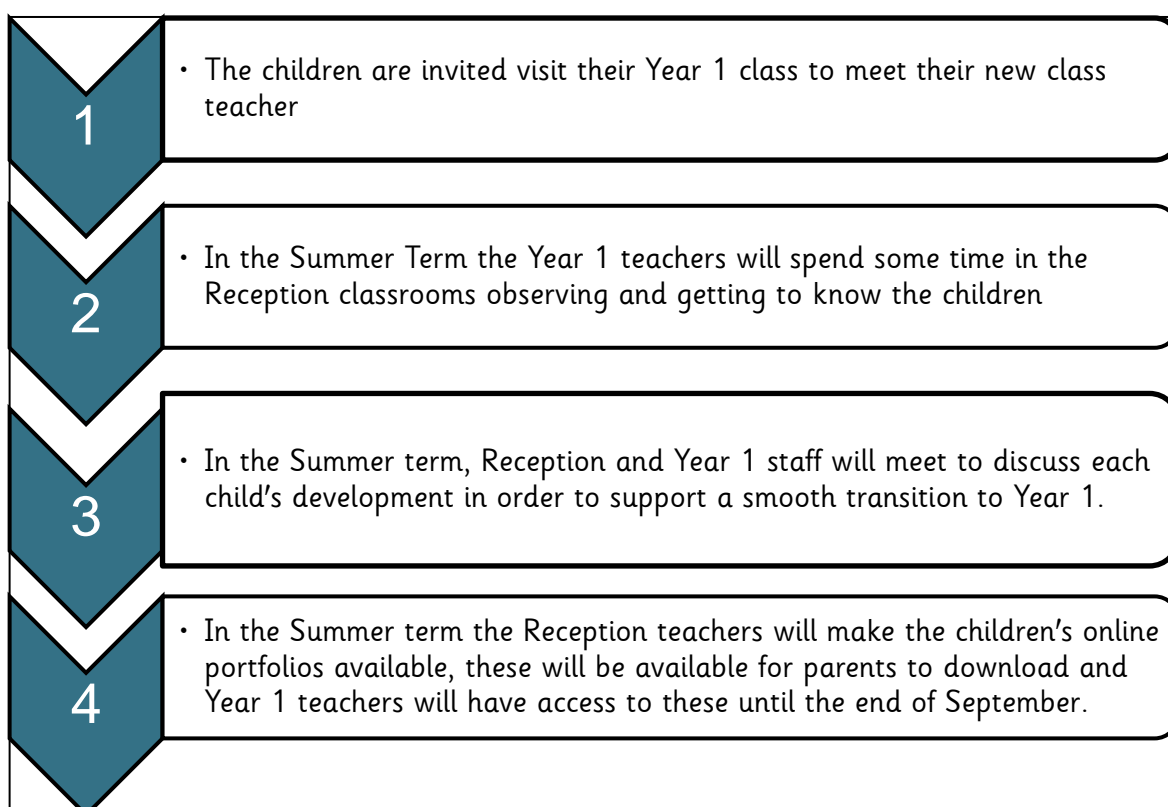 1
• The children are invited visit their Year 1 class to meet their new class
teacher
2
• In the Summer Term the Year 1 teachers will spend some time in the
Reception classrooms observing and getting to know the children
3
• In the Summer term, Reception and Year 1 staff will meet to discuss each
child's development in order to support a smooth transition to Year 1.
4
• In the Summer term the Reception teachers will make the children's online
portfolios available, these will be available for parents to download and
Year 1 teachers will have access to these until the end of September.